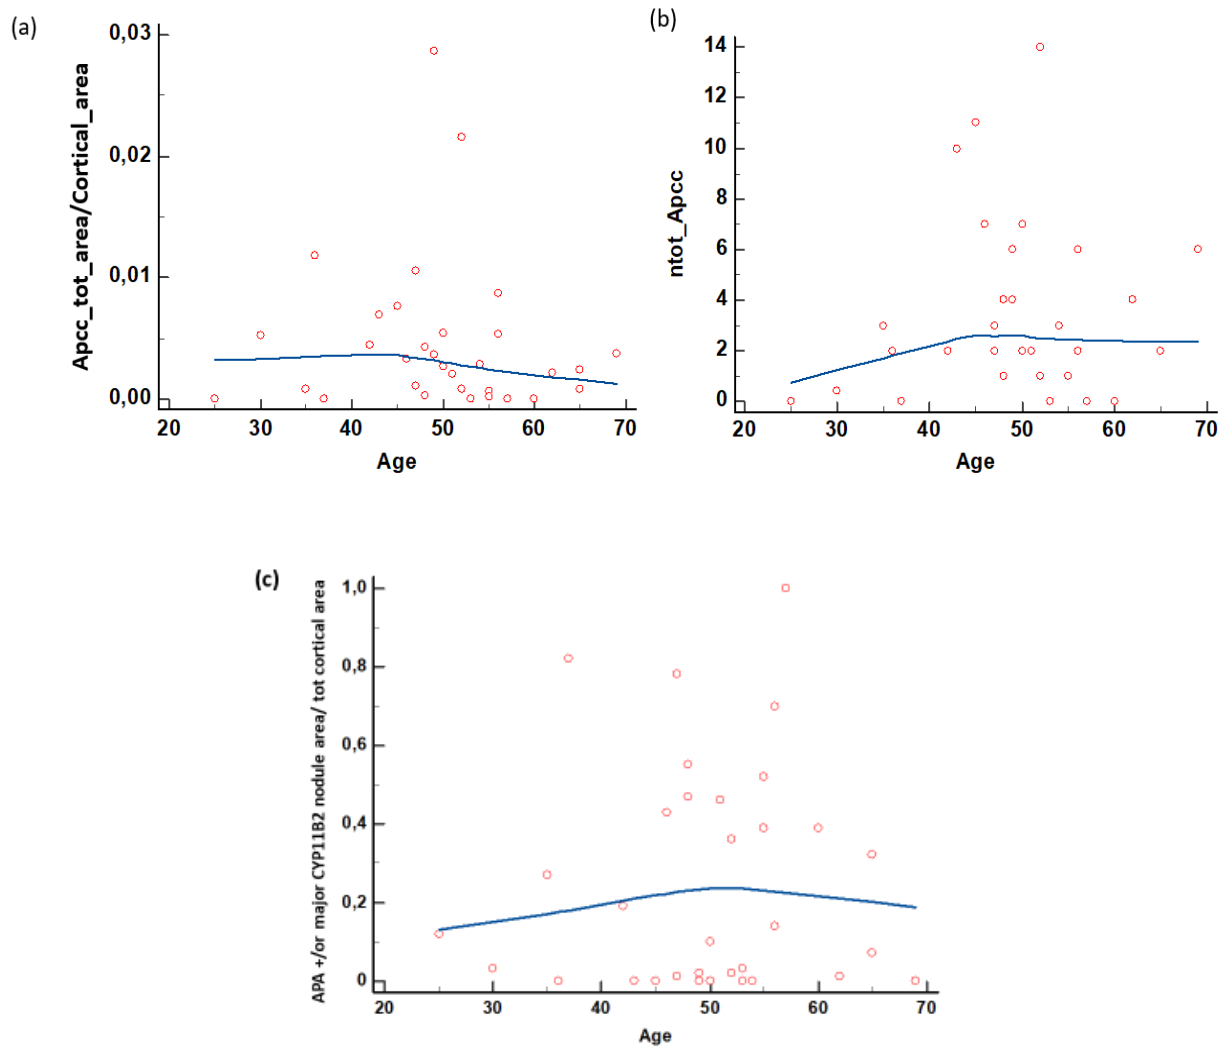 (a)
Apcc_tot_area/Cortical_area
0,03
0,02
0,01
0,00
20 30 40 50 60 70
Age
(b)
ntot_Apcc
14
12
10
8
6
4
2
0
20 30 40 50 60 70
Age
(c)
APA +/or major CYP11B2 nodule area/ tot cortical area
1,0
0,8
0,6
0,4
0,2
0
20 30 40 50 60 70
Age